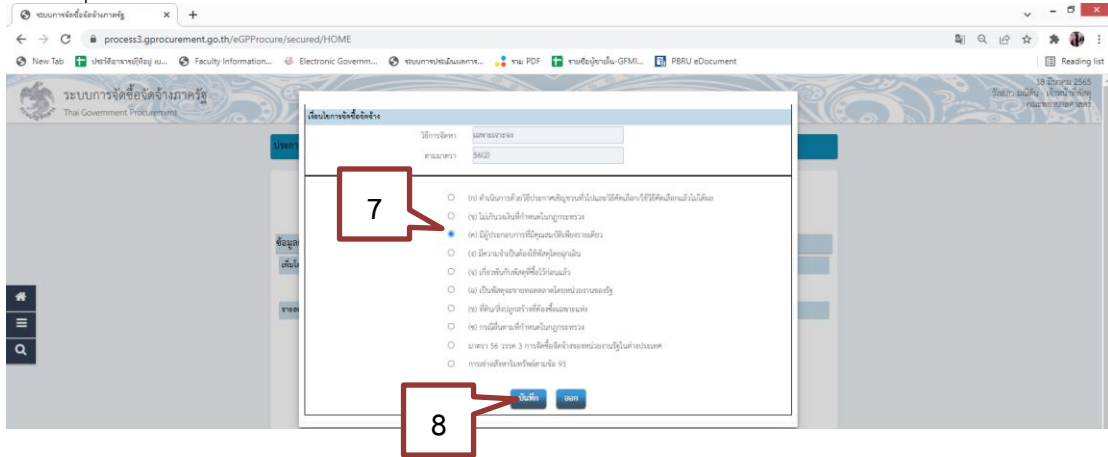 ระบบการจัดซื้อจัดจ้างภาครัฐ
process3.gprocurement.go.th/eGPProcure/secured/HOME
New Tab
Faculty Information...
Electronic Governm...
รวม PDF
รายชื่อผู้ขายใน-GFMI...
PBRU eDocument
Reading list
ระบบการจัดซื้อจัดจ้างภาครัฐ
Thai Government Procurement
18 มีนาคม 2565
เงื่อนไขการจัดซื้อจัดจ้าง
วิธีการจัดหา เฉพาะเจาะจง
ตามมาตรา 56(2)
(ก) ดำเนินการด้วยวิธีประกาศเชิญชวนทั่วไปและวิธีคัดเลือก/ใช้วิธีคัดเลือกแล้วไม่ได้ผล
(ข) ไม่เกินวงเงินที่กำหนดในกฎกระทรวง
(ค) มีผู้ประกอบการที่มีคุณสมบัติเพียงรายเดียว
(ง) มีความจำเป็นต้องใช้พัสดุโดยฉุกเฉิน
(จ) เกี่ยวพันกับพัสดุที่ซื้อไว้ก่อนแล้ว
(ฉ) เป็นพัสดุจะขายทอดตลาดโดยหน่วยงานของรัฐ
(ช) ที่ดิน/สิ่งปลูกสร้างที่ต้องซื้อเฉพาะแห่ง
(ซ) กรณีอื่นตามที่กำหนดในกฎกระทรวง
มาตรา 56 วรรค 3 การจัดซื้อจัดจ้างของหน่วยงานรัฐในต่างประเทศ
การเช่าอสังหาริมทรัพย์ตามข้อ 93
บันทึก ออก
7
8